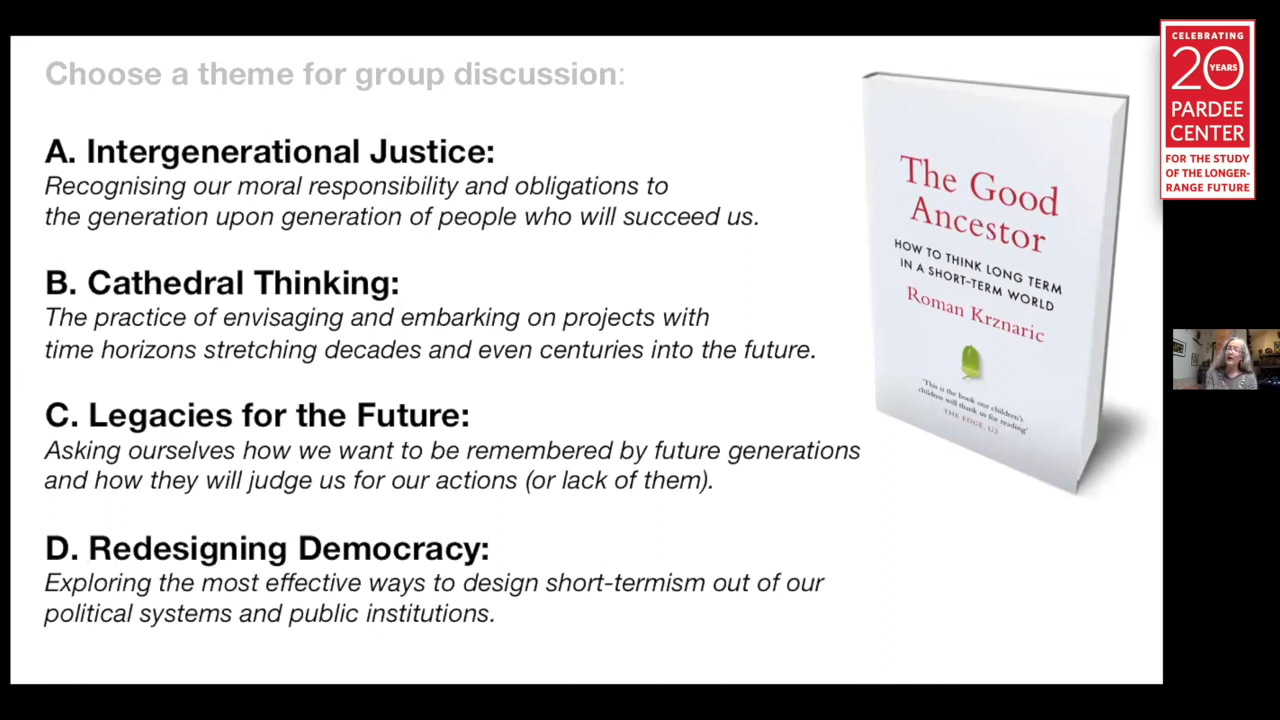 Choose a theme for group discussion:
A. Intergenerational Justice:
Recognising our moral responsibility and obligations to
the generation upon generation of people who will succeed us.
B. Cathedral Thinking:
The practice of envisaging and embarking on projects with
time horizons stretching decades and even centuries into the future.
C. Legacies for the Future:
Asking ourselves how we want to be remembered by future generations
and how they will judge us for our actions (or lack of them).
D. Redesigning Democracy:
Exploring the most effective ways to design short-termism out of our
political systems and public institutions.
The Good
Ancestor
HOW TO THINK LONG TERM
IN A SHORT-TERM WORLD
Roman Krznaric
'This is the book our children's
children will thank us for reading'
THE EDGE, U2
CELEBRATING
20 YEARS
PARDEE
CENTER
FOR THE STUDY
OF THE LONGER-
RANGE FUTURE